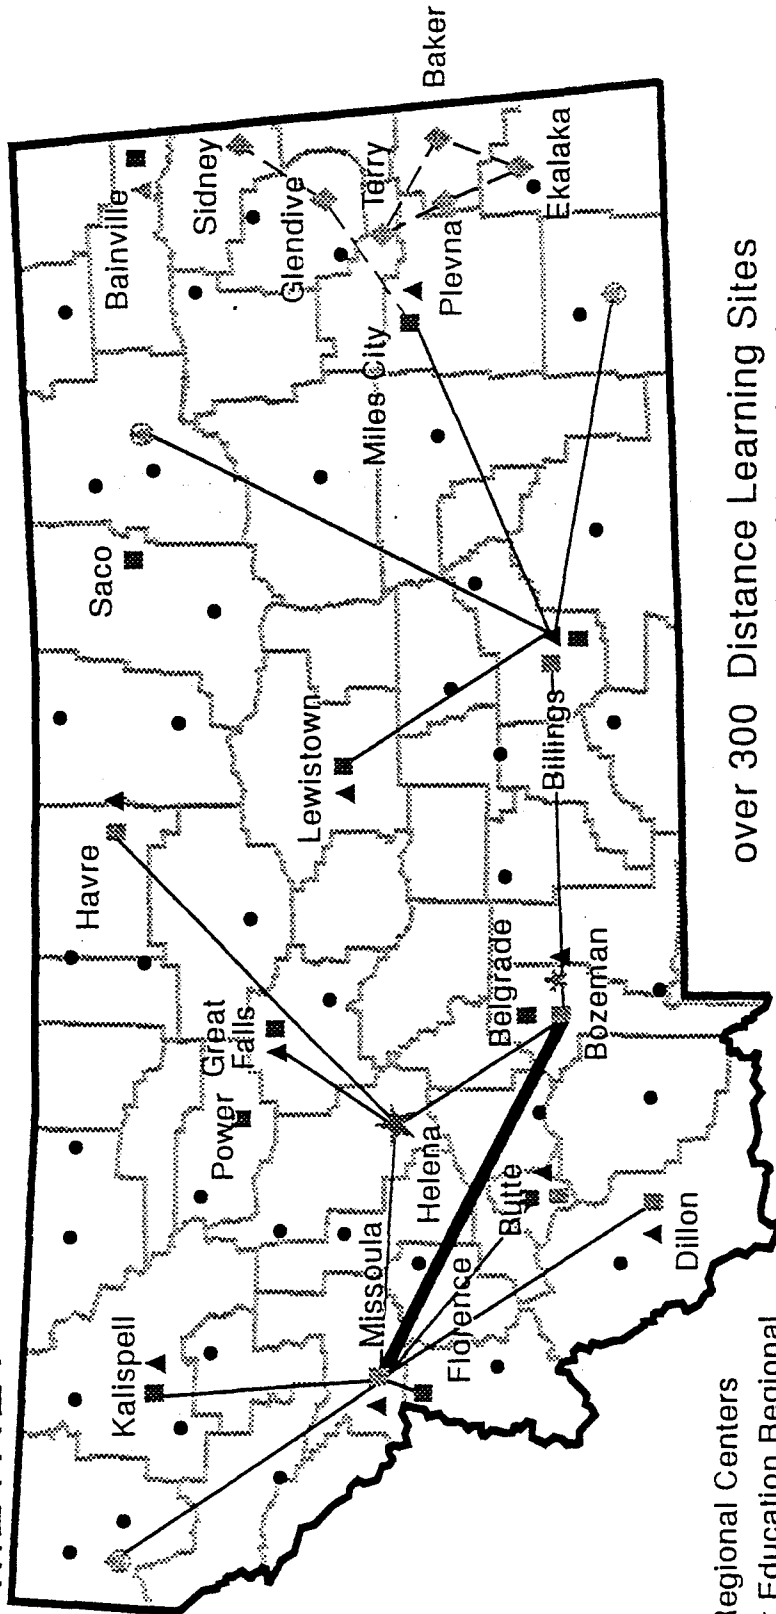 Baker
Bainville
Sidney
Glendive
Terry
Ekalaka
Plevna
Miles City
Saco
Lewistown
Billings
Havre
Great
Falls
Power
Belgrade
Bozeman
Helena
Butte
Dillon
Missoula
Florence
Kalispell
over 300 Distance Learning Sites
Regional Centers
Education Regional